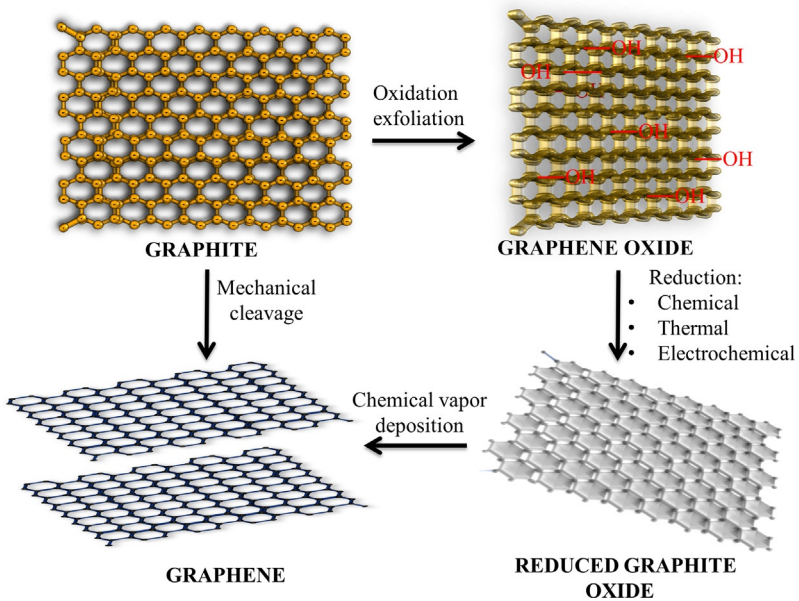 OH
OH
OH
OH
OH
OH
OH
Oxidation
exfoliation
GRAPHITE
GRAPHENE OXIDE
Mechanical
cleavage
Reduction:
• Chemical
• Thermal
• Electrochemical
Chemical vapor
deposition
GRAPHENE
REDUCED GRAPHITE
OXIDE